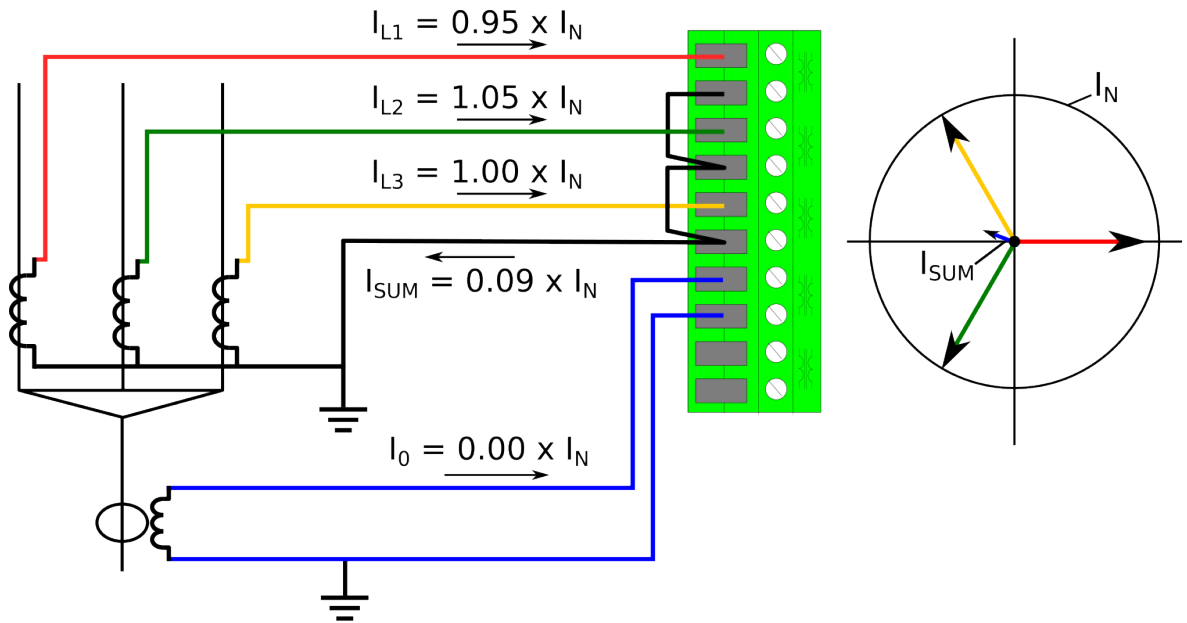 I_L1 = 0.95 x I_N
I_L2 = 1.05 x I_N
I_L3 = 1.00 x I_N
I_SUM = 0.09 x I_N
I_0 = 0.00 x I_N
I_N
I_SUM